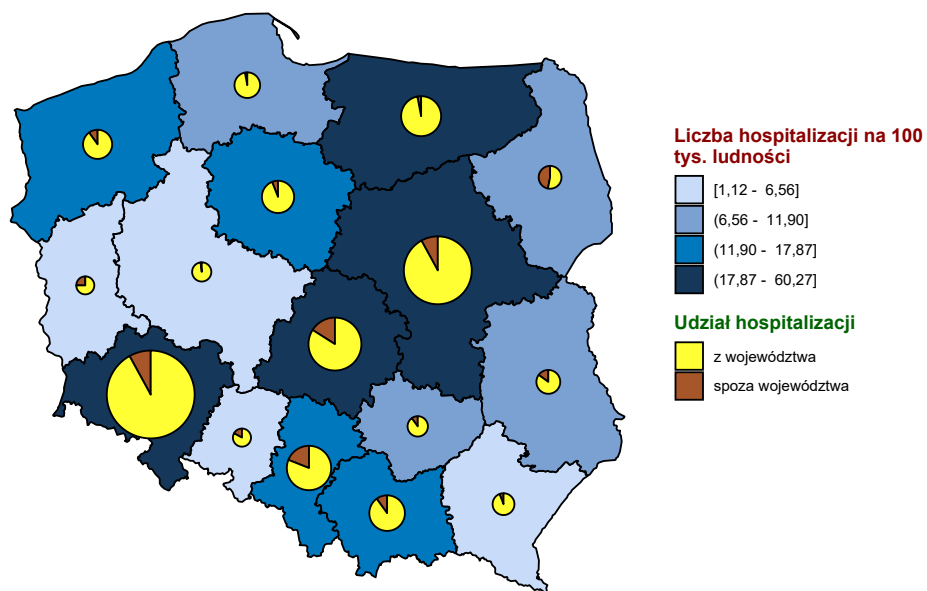 Liczba hospitalizacji na 100
tys. ludności
[1,12 - 6,56]
(6,56 - 11,90]
(11,90 - 17,87]
(17,87 - 60,27]
Udział hospitalizacji
z województwa
spoza województwa